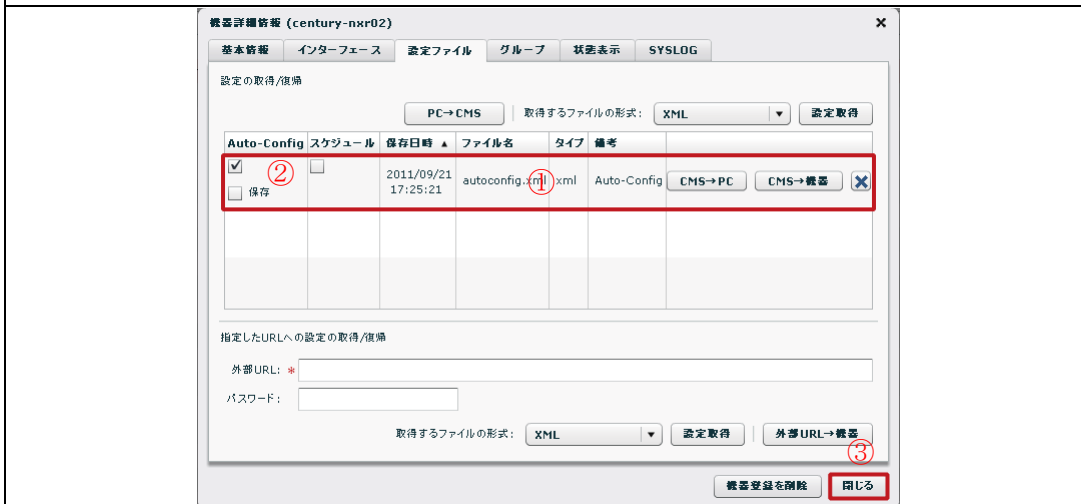 機器詳細情報 (century-nxr02) ×
基本情報 インターフェース 設定ファイル グループ 状態表示 SYSLOG
設定の取得/復帰
PC→CMS 取得するファイルの形式: XML 設定取得
Auto-Config スケジュール 保存日時 ▲ ファイル名 タイプ 備考
②
2011/09/21
17:25:21
autoconfig.xml ① xml Auto-Config CMS→PC CMS→機器
保存
指定したURLへの設定の取得/復帰
外部URL: *
パスワード:
取得するファイルの形式: XML 設定取得 外部URL→機器
③
機器登録を削除 閉じる